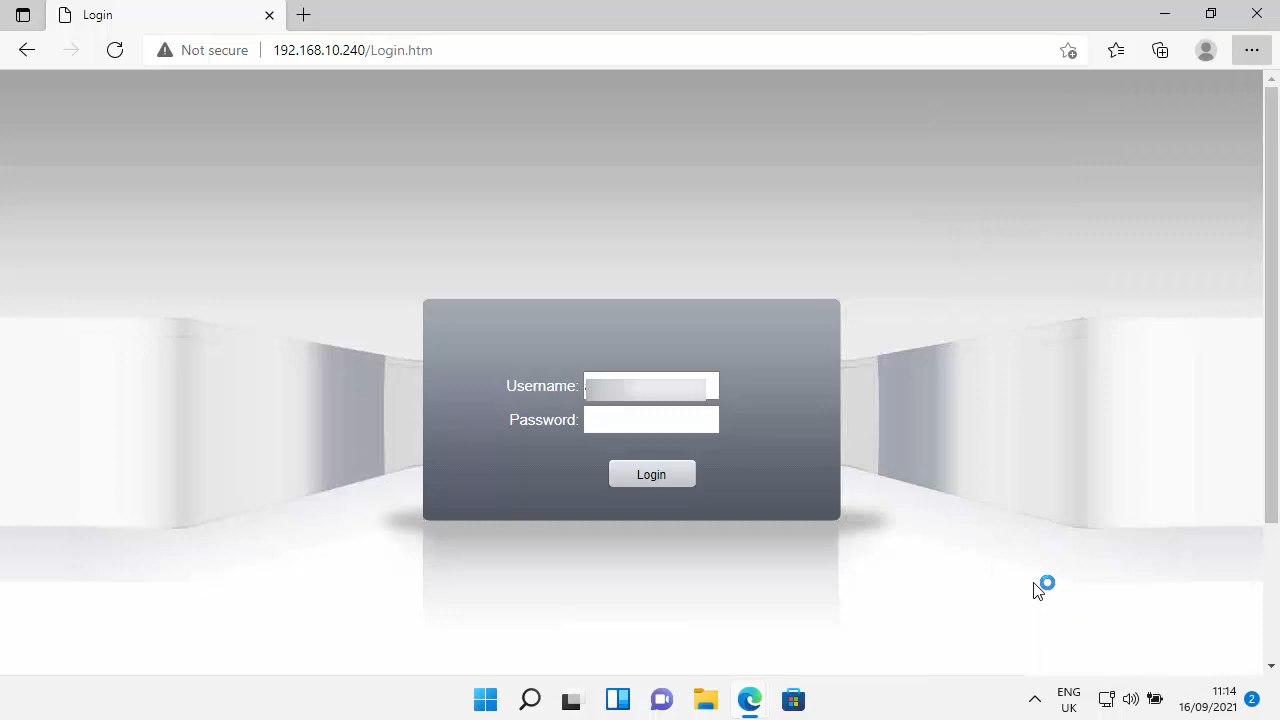 Login
Not secure
192.168.10.240/Login.htm
Username:
Password:
Login
ENG
UK
11:14
16/09/2021
2